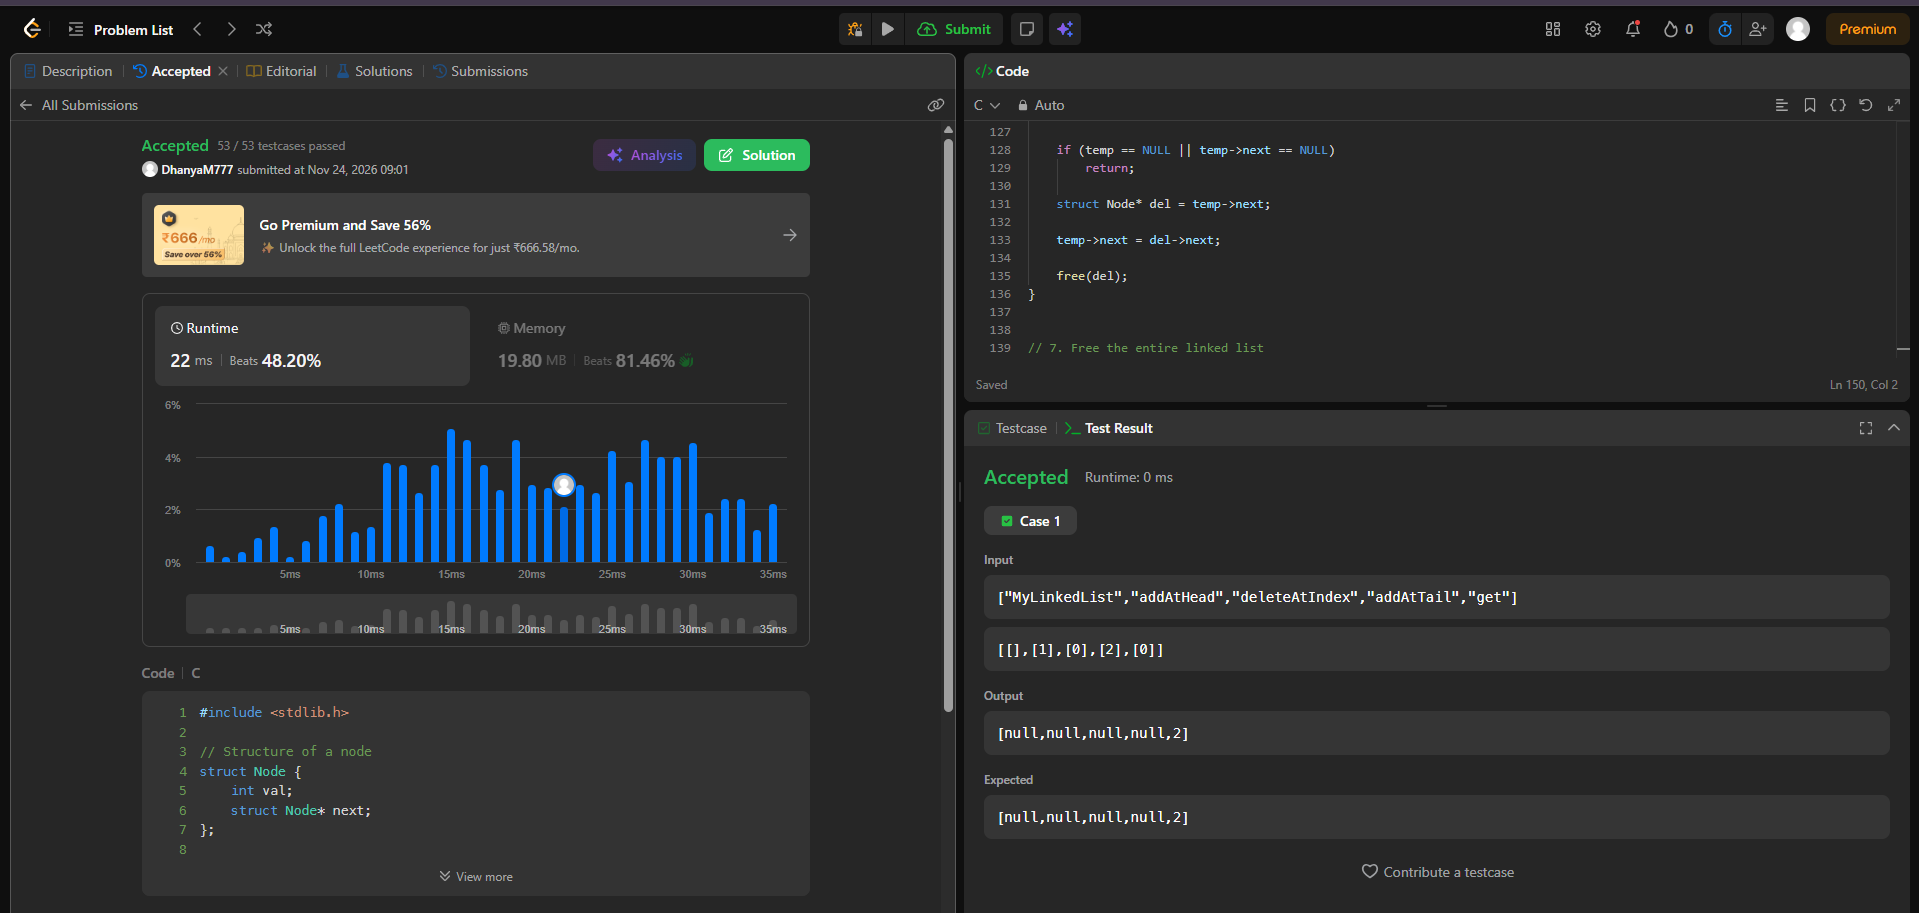 Problem List
Submit
0
Premium
Description
Accepted
Editorial
Solutions
Submissions
All Submissions
Accepted 53 / 53 testcases passed
DhanyaM777 submitted at Nov 24, 2026 09:01
Analysis
Solution
₹666/mo
Save over 56%
Go Premium and Save 56%
✨ Unlock the full LeetCode experience for just ₹666.58/mo.
Runtime
22 ms Beats 48.20%
Memory
19.80 MB Beats 81.46%
6%
4%
2%
0%
5ms 10ms 15ms 20ms 25ms 30ms 35ms
5ms 10ms 15ms 20ms 25ms 30ms 35ms
Code C
1 #include <stdlib.h>
2
3 // Structure of a node
4 struct Node {
5 int val;
6 struct Node* next;
7 };
8
View more
</> Code
C Auto
127
128 if (temp == NULL || temp->next == NULL)
129 return;
130
131 struct Node* del = temp->next;
132
133 temp->next = del->next;
134
135 free(del);
136 }
137
138
139 // 7. Free the entire linked list
Saved
Ln 150, Col 2
Testcase
Test Result
Accepted Runtime: 0 ms
Case 1
Input
["MyLinkedList","addAtHead","deleteAtIndex","addAtTail","get"]
[[],[1],[0],[2],[0]]
Output
[null,null,null,null,2]
Expected
[null,null,null,null,2]
Contribute a testcase